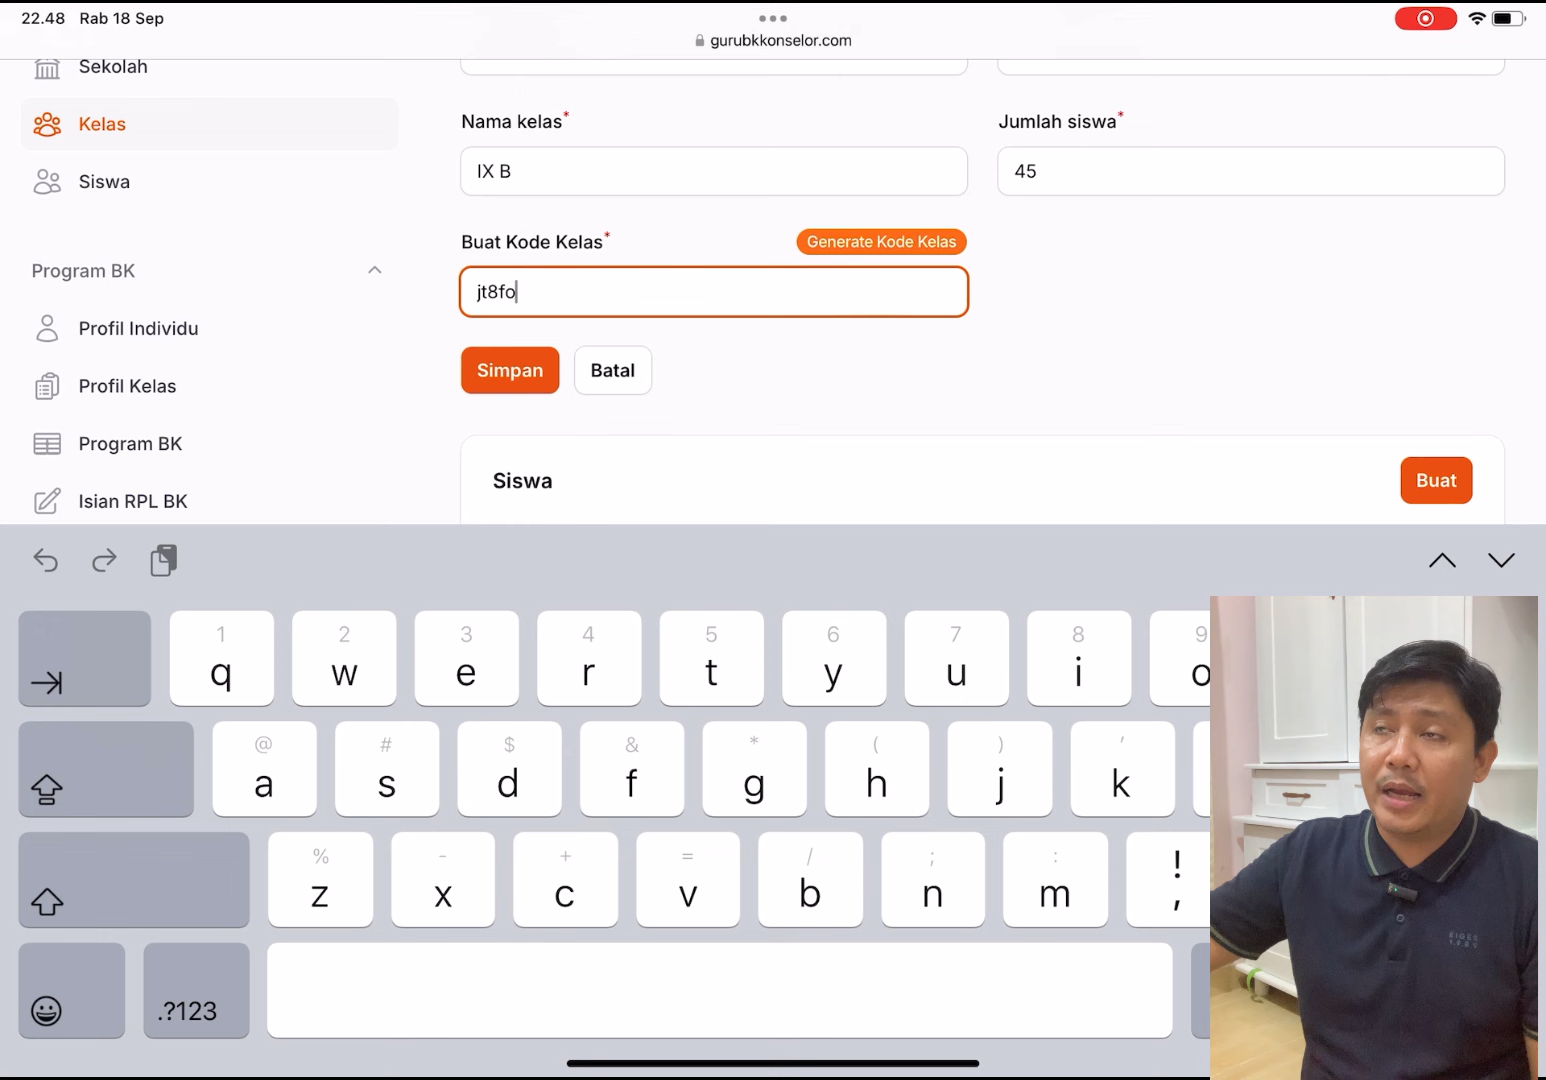 22.48 Rab 18 Sep
gurubkkonselor.com
Sekolah
Kelas
Siswa
Program BK
Profil Individu
Profil Kelas
Program BK
Isian RPL BK
Nama kelas*
Jumlah siswa*
IX B
45
Buat Kode Kelas*
Generate Kode Kelas
jt8fo
Simpan
Batal
Siswa
Buat
1 2 3 4 5 6 7 8 9
q w e r t y u i o
@ # $ & * ( ) '
a s d f g h j k
% - + = / ; : !
z x c v b n m ,
.?123